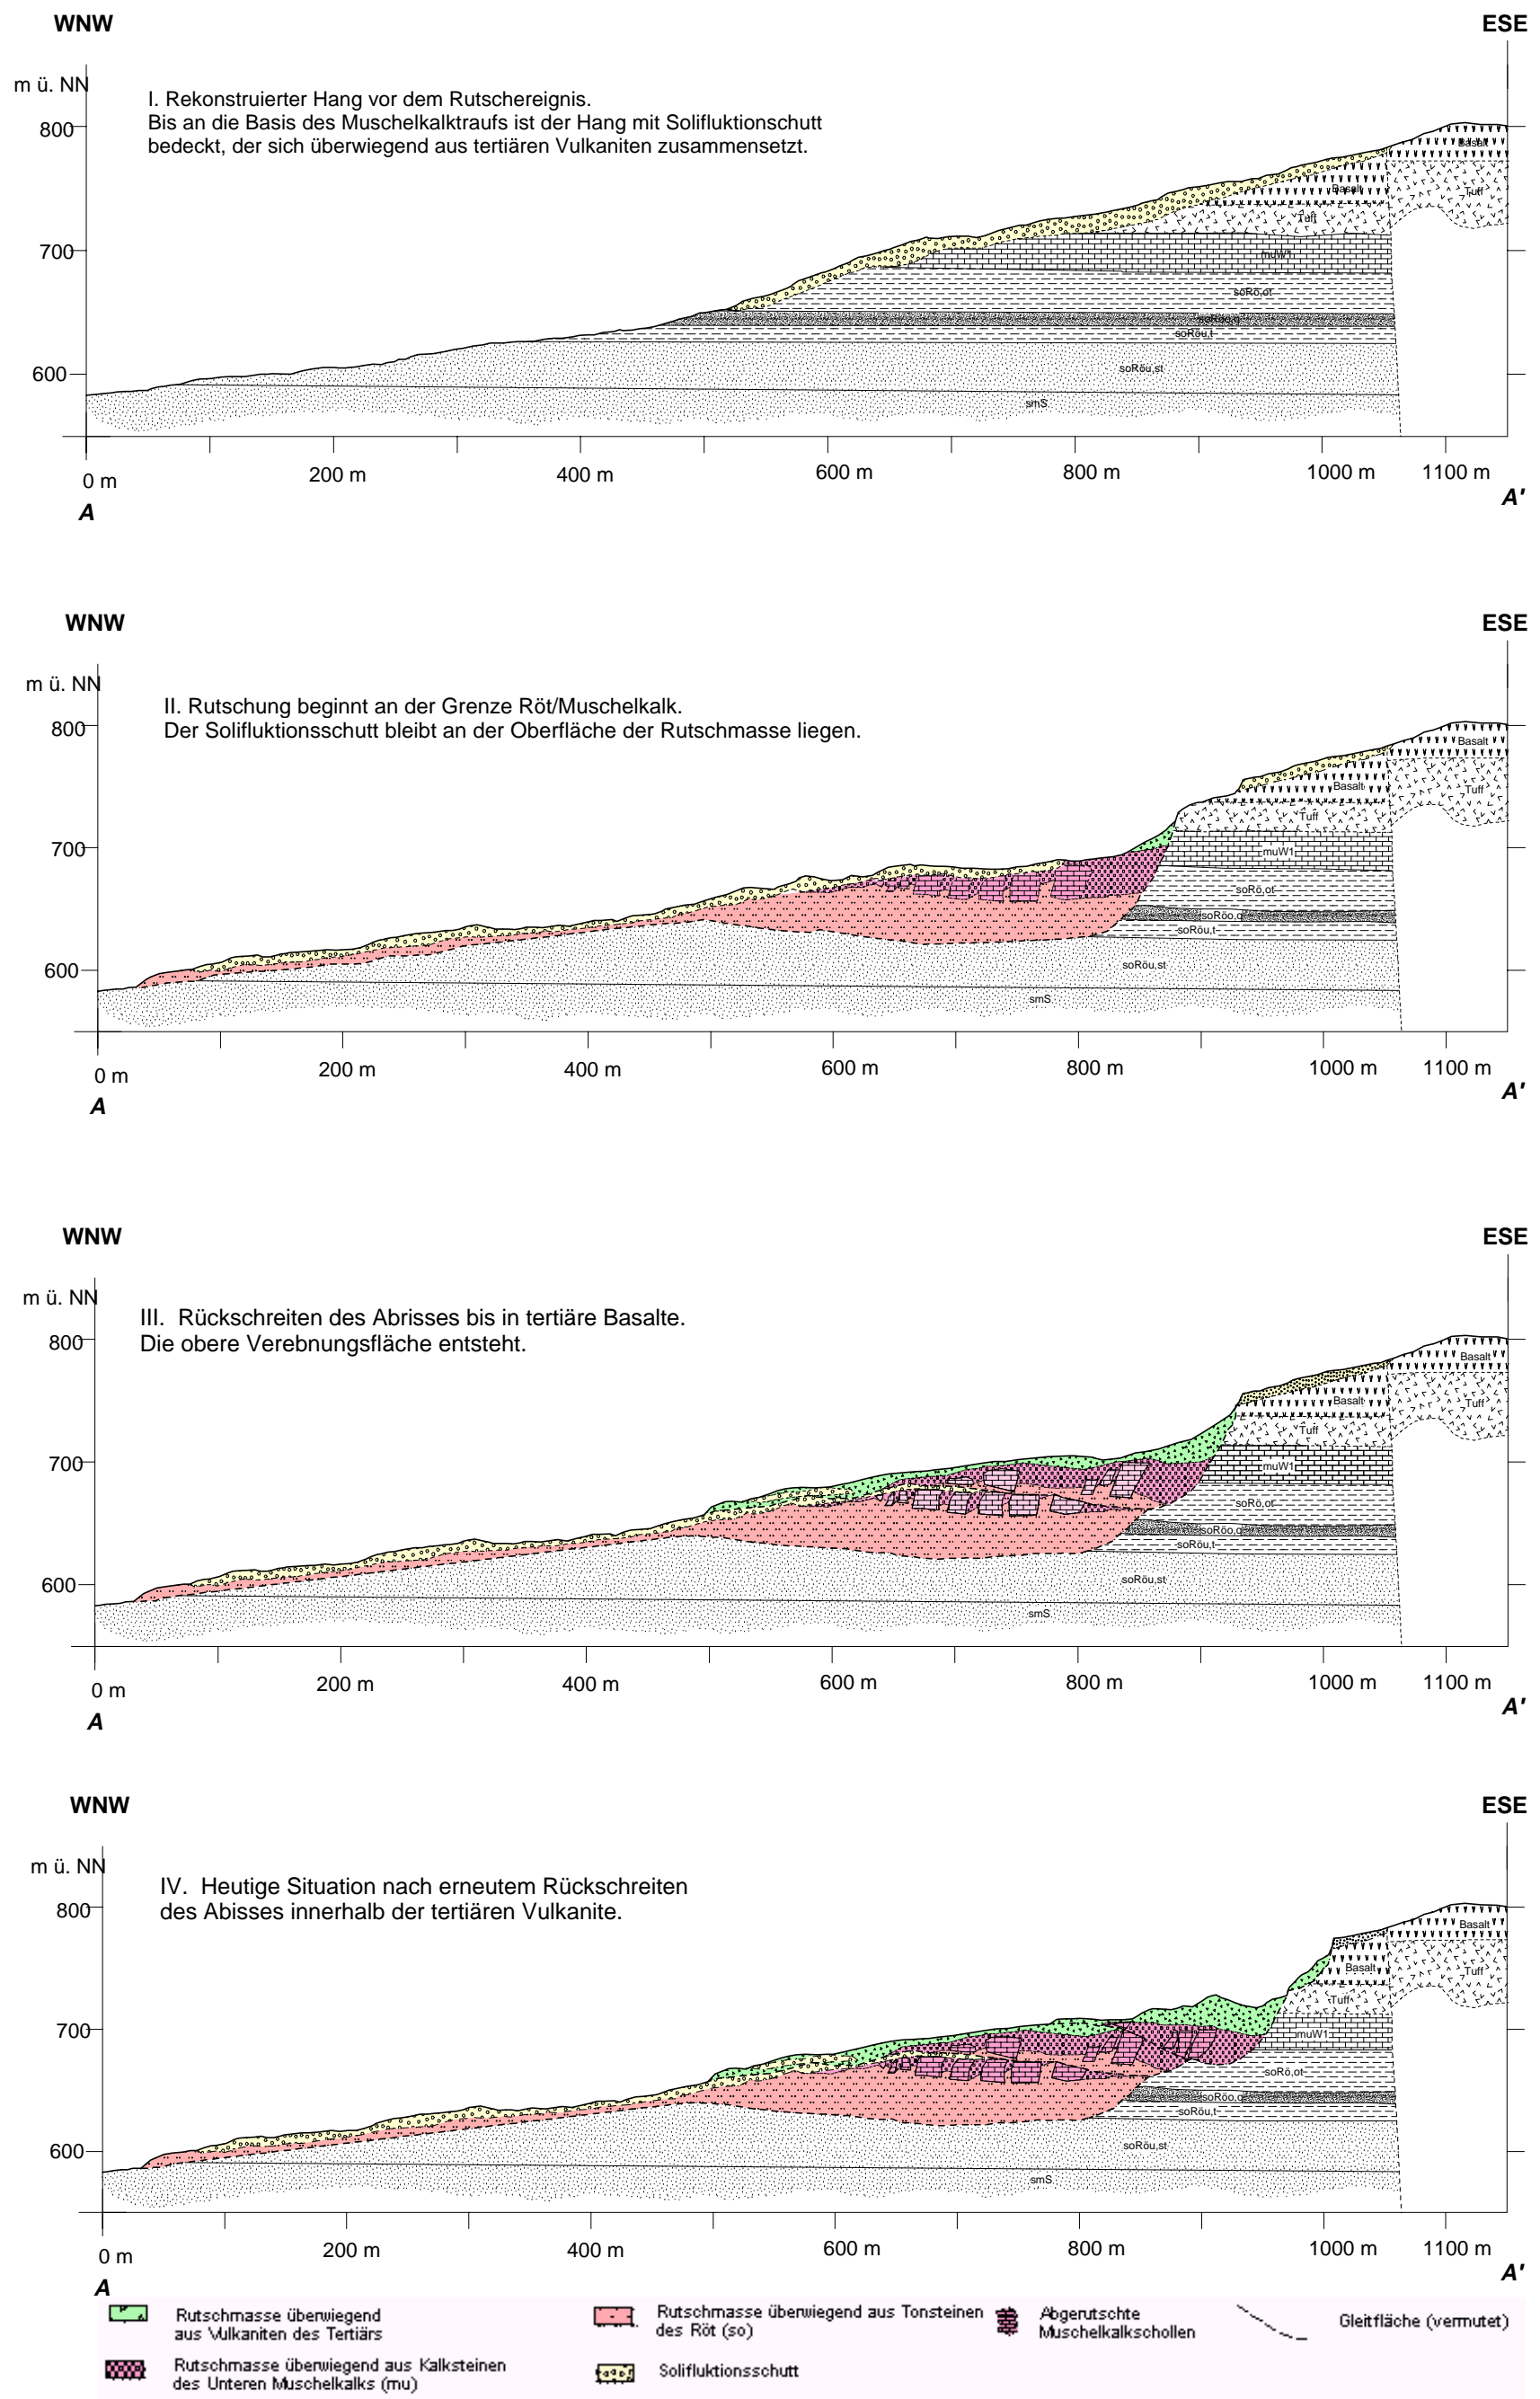 WNW ESE
m ü. NN
I. Rekonstruierter Hang vor dem Rutschereignis.
Bis an die Basis des Muschelkalktraufs ist der Hang mit Solifluktionschutt
bedeckt, der sich überwiegend aus tertiären Vulkaniten zusammensetzt.
800
Basalt
Basalt
Tuff
Tuff
700
muW1
soRö,ot
soRöo,q
soRöu,t
600
soRöu,st
smS
0 m 200 m 400 m 600 m 800 m 1000 m 1100 m
A A'
WNW ESE
m ü. NN
II. Rutschung beginnt an der Grenze Röt/Muschelkalk.
Der Solifluktionsschutt bleibt an der Oberfläche der Rutschmasse liegen.
800
Basalt
Basalt
Tuff
Tuff
700
muW1
soRö,ot
soRöo,q
soRöu,t
600
soRöu,st
smS
0 m 200 m 400 m 600 m 800 m 1000 m 1100 m
A A'
WNW ESE
m ü. NN
III. Rückschreiten des Abrisses bis in tertiäre Basalte.
Die obere Verebnungsfläche entsteht.
800
Basalt
Basalt
Tuff
Tuff
700
muW1
soRö,ot
soRöo,q
soRöu,t
600
soRöu,st
smS
0 m 200 m 400 m 600 m 800 m 1000 m 1100 m
A A'
WNW ESE
m ü. NN
IV. Heutige Situation nach erneutem Rückschreiten
des Abisses innerhalb der tertiären Vulkanite.
800
Basalt
Basalt
Tuff
Tuff
700
muW1
soRö,ot
soRöo,q
soRöu,t
600
soRöu,st
smS
0 m 200 m 400 m 600 m 800 m 1000 m 1100 m
A A'
Rutschmasse überwiegend
aus Vulkaniten des Tertiärs
Rutschmasse überwiegend aus Kalksteinen
des Unteren Muschelkalks (mu)
Rutschmasse überwiegend aus Tonsteinen
des Röt (so)
Solifluktionsschutt
Abgerutschte
Muschelkalkschollen
Gleitfläche (vermutet)